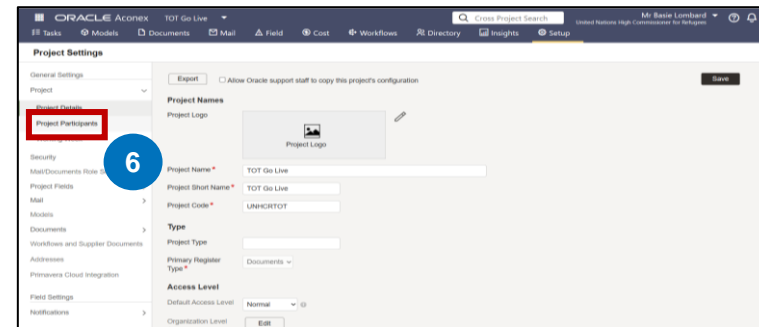 ORACLE Aconex TOT Go Live Cross Project Search Mr Basie Lombard
United Nations High Commissioner for Refugees
Tasks Models Documents Mail Field Cost Workflows Directory Insights Setup
Project Settings
General Settings
Export Allow Oracle support staff to copy this project's configuration Save
Project
Project Names
Project Details
Project Logo
Project Participants
Project Logo
6
Security
Mail/Documents Role
Project Name * TOT Go Live
Project Fields
Project Short Name * TOT Go Live
Mail
Project Code * UNHCRTOT
Models
Documents
Type
Workflows and Supplier Documents
Project Type
Addresses
Primary Register Documents
Type *
Primavera Cloud Integration
Access Level
Field Settings
Default Access Level Normal
Notifications
Organization Level Edit